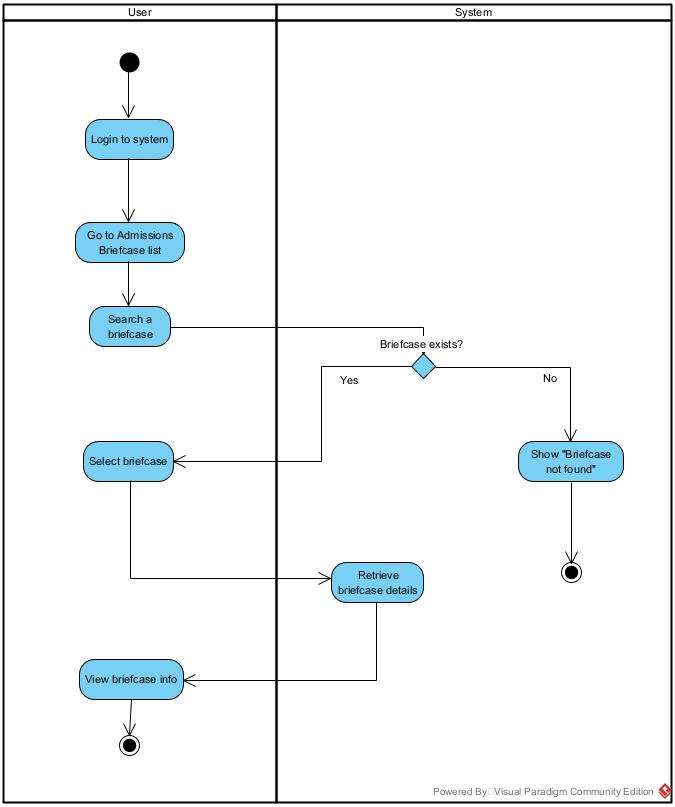 User
System
Login to system
Go to Admissions
Briefcase list
Search a
briefcase
Briefcase exists?
Yes
No
Select briefcase
Show "Briefcase
not found"
Retrieve
briefcase details
View briefcase info
Powered By Visual Paradigm Community Edition